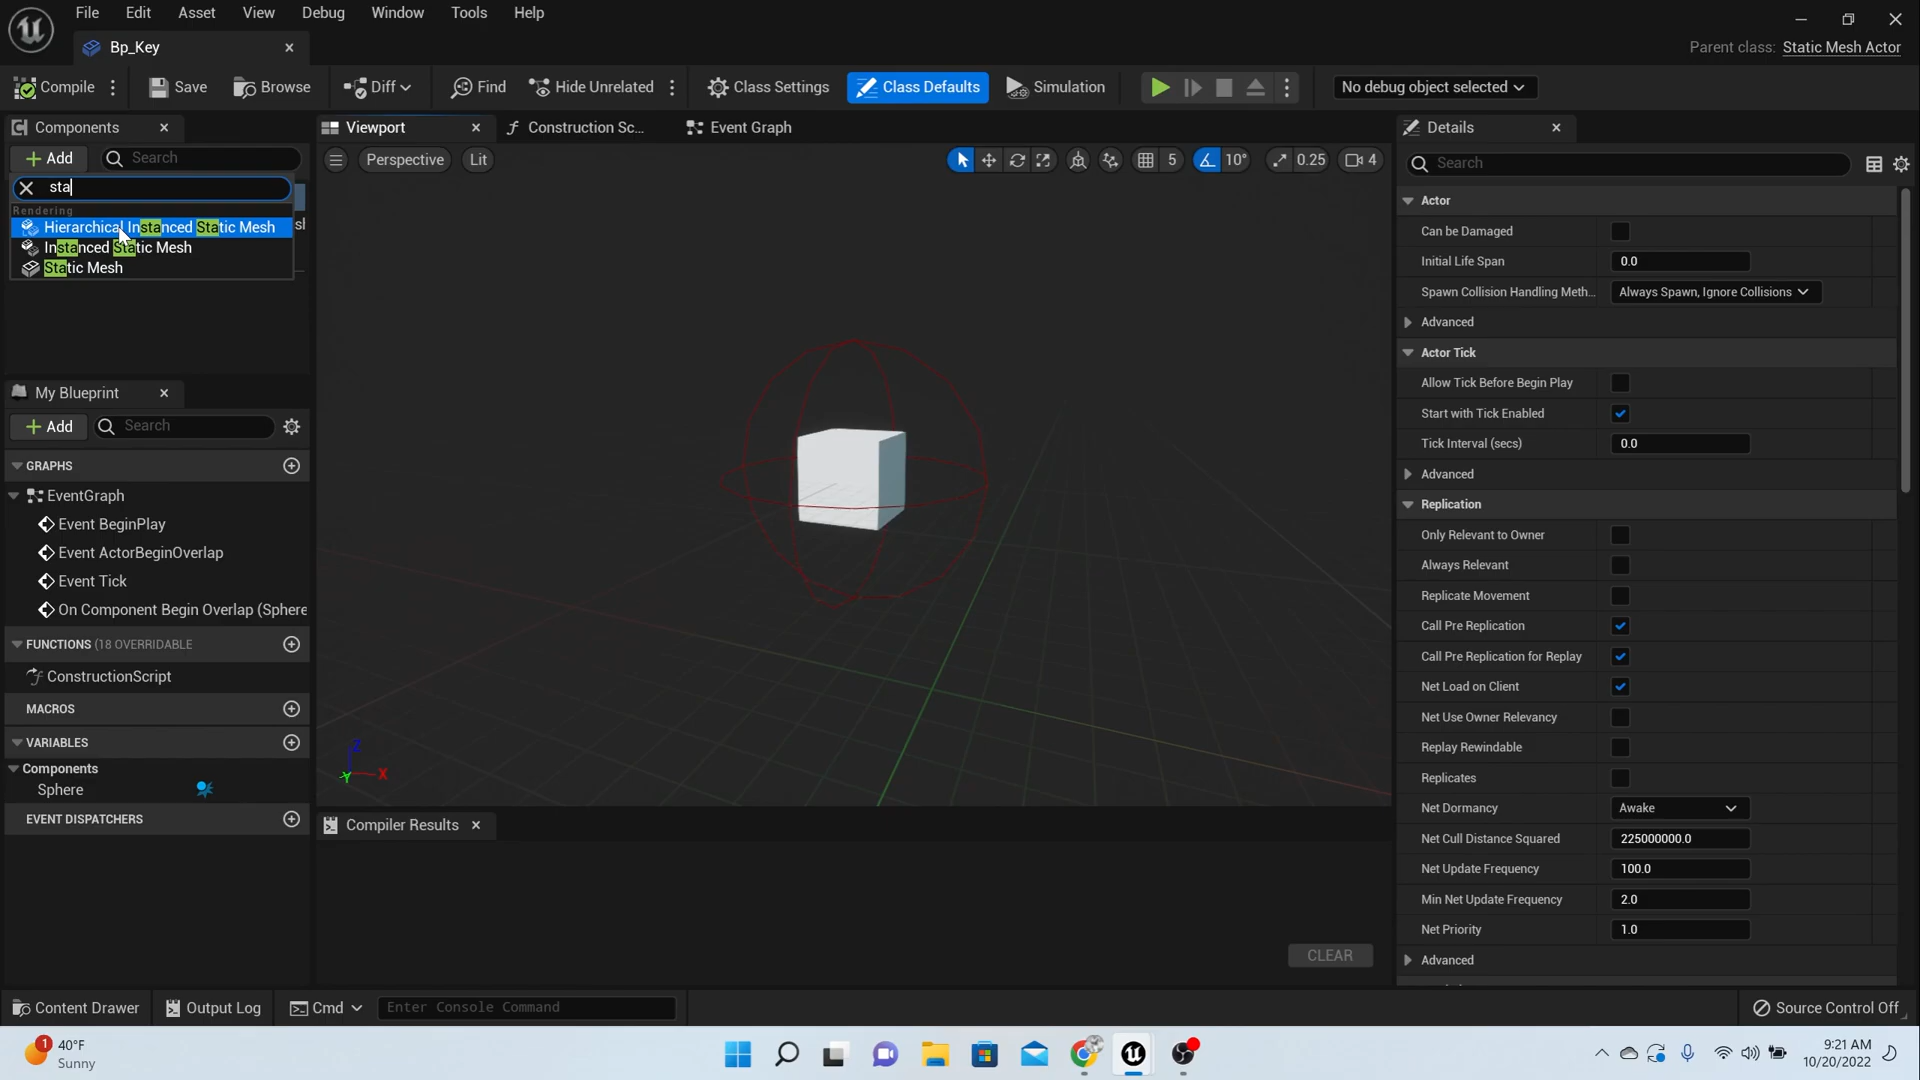 File Edit Asset View Debug Window Tools Help
Bp_Key
Parent class: Static Mesh Actor
Compile Save Browse Diff Find Hide Unrelated Class Settings Class Defaults Simulation No debug object selected
Components Viewport Construction Sc... Event Graph Details
Add Search Perspective Lit 5 10° 0.25 4 Search
sta
Rendering
Hierarchical Instanced Static Mesh
Instanced Static Mesh
Static Mesh
My Blueprint
Add Search
GRAPHS
EventGraph
Event BeginPlay
Event ActorBeginOverlap
Event Tick
On Component Begin Overlap (Sphere
FUNCTIONS (18 OVERRIDABLE
ConstructionScript
MACROS
VARIABLES
Components
Sphere
EVENT DISPATCHERS
Z
Y X
Compiler Results
CLEAR
Actor
Can be Damaged
Initial Life Span 0.0
Spawn Collision Handling Meth... Always Spawn, Ignore Collisions
Advanced
Actor Tick
Allow Tick Before Begin Play
Start with Tick Enabled
Tick Interval (secs) 0.0
Advanced
Replication
Only Relevant to Owner
Always Relevant
Replicate Movement
Call Pre Replication
Call Pre Replication for Replay
Net Load on Client
Net Use Owner Relevancy
Replay Rewindable
Replicates
Net Dormancy Awake
Net Cull Distance Squared 225000000.0
Net Update Frequency 100.0
Min Net Update Frequency 2.0
Net Priority 1.0
Advanced
Content Drawer Output Log Cmd Enter Console Command Source Control Off
1 40°F
Sunny
9:21 AM
10/20/2022